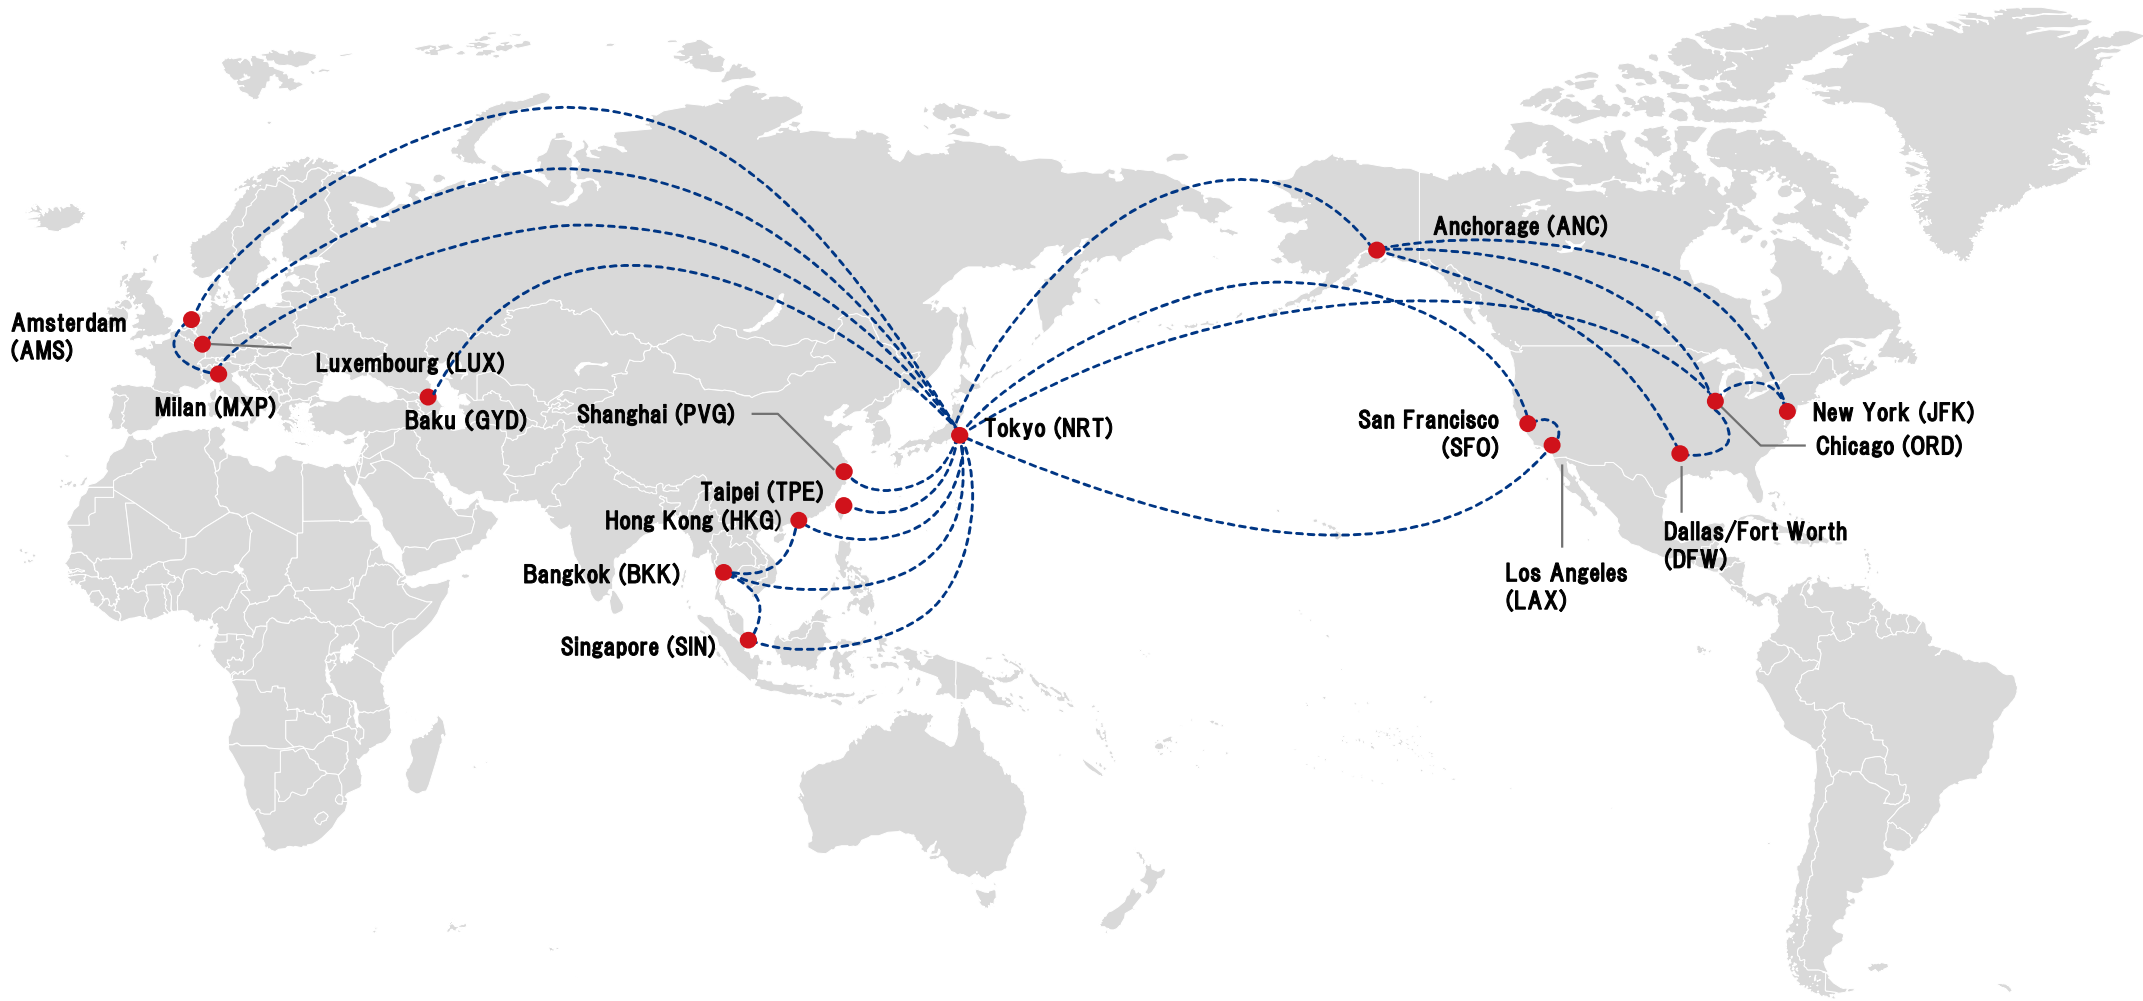 Anchorage (ANC)
Amsterdam
(AMS)
Luxembourg (LUX)
Milan (MXP)
Baku (GYD)
Shanghai (PVG)
Tokyo (NRT)
San Francisco
(SFO)
New York (JFK)
Chicago (ORD)
Taipei (TPE)
Hong Kong (HKG)
Dallas/Fort Worth
(DFW)
Bangkok (BKK)
Los Angeles
(LAX)
Singapore (SIN)